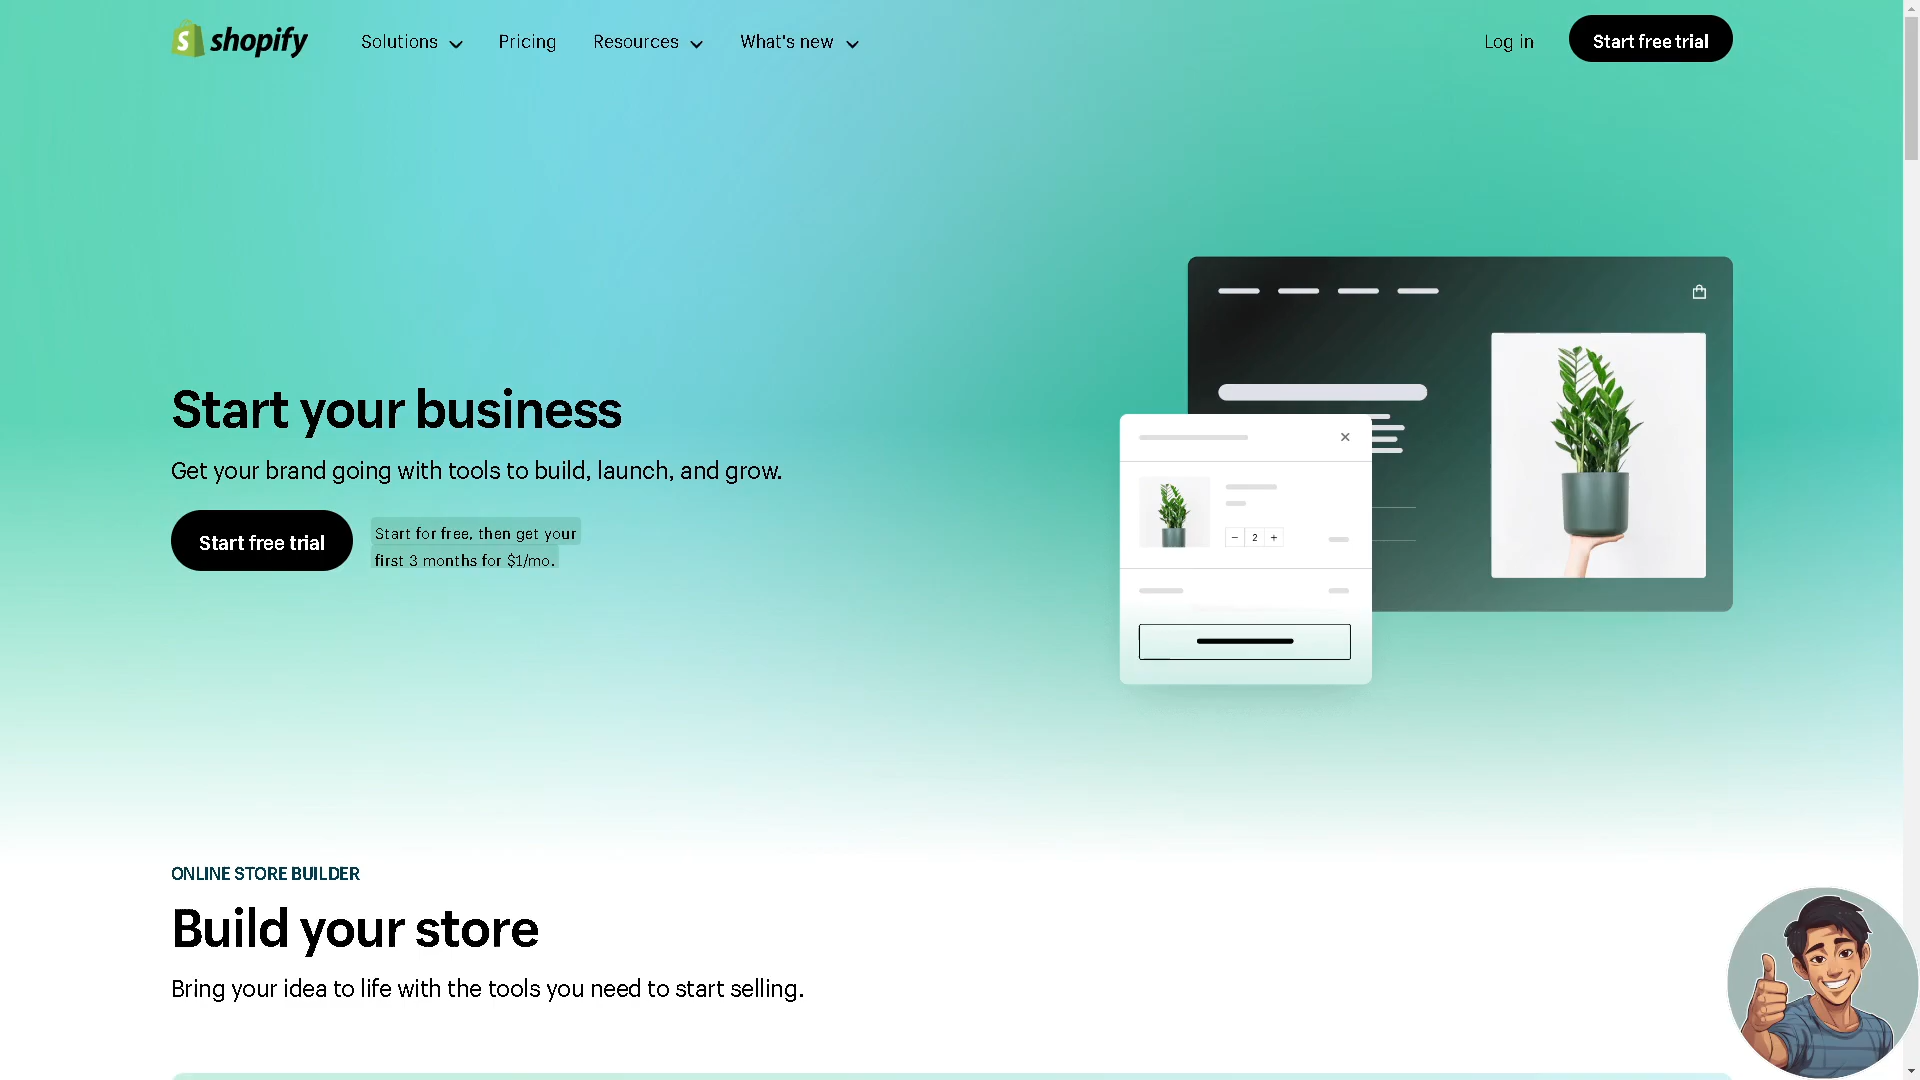 shopify
Solutions
Pricing
Resources
What's new
Log in
Start free trial
Start your business
Get your brand going with tools to build, launch, and grow.
Start free trial
Start for free, then get your
first 3 months for $1/mo.
2
ONLINE STORE BUILDER
Build your store
Bring your idea to life with the tools you need to start selling.